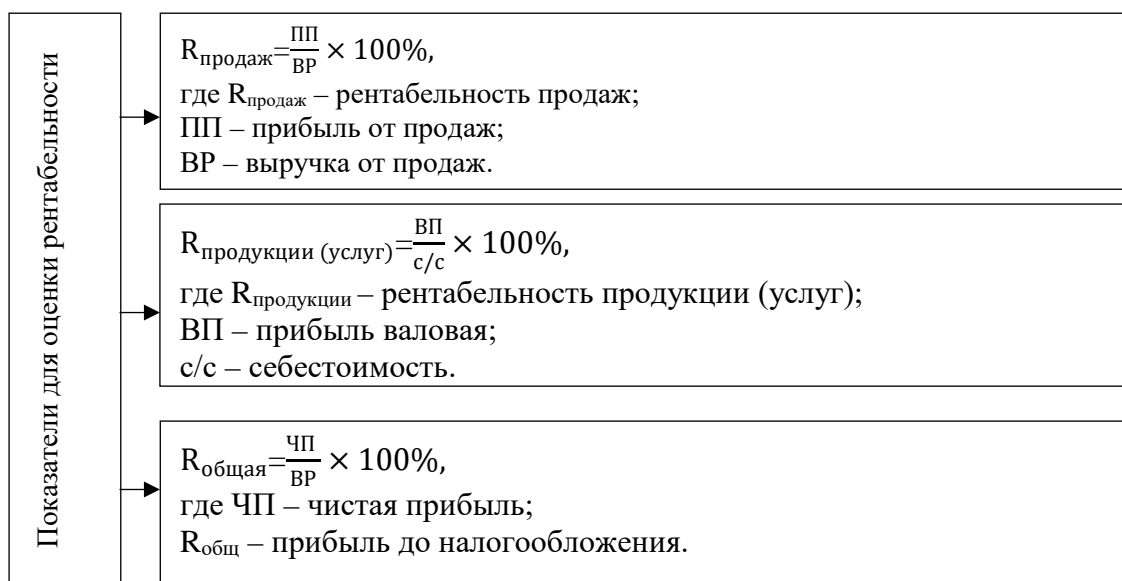 Показатели для оценки рентабельности
Rпродаж=ПП/ВР × 100%,
где Rпродаж – рентабельность продаж;
ПП – прибыль от продаж;
ВР – выручка от продаж.
Rпродукции (услуг)=ВП/с/с × 100%,
где Rпродукции – рентабельность продукции (услуг);
ВП – прибыль валовая;
с/с – себестоимость.
Rобщая=ЧП/ВР × 100%,
где ЧП – чистая прибыль;
Rобщ – прибыль до налогообложения.